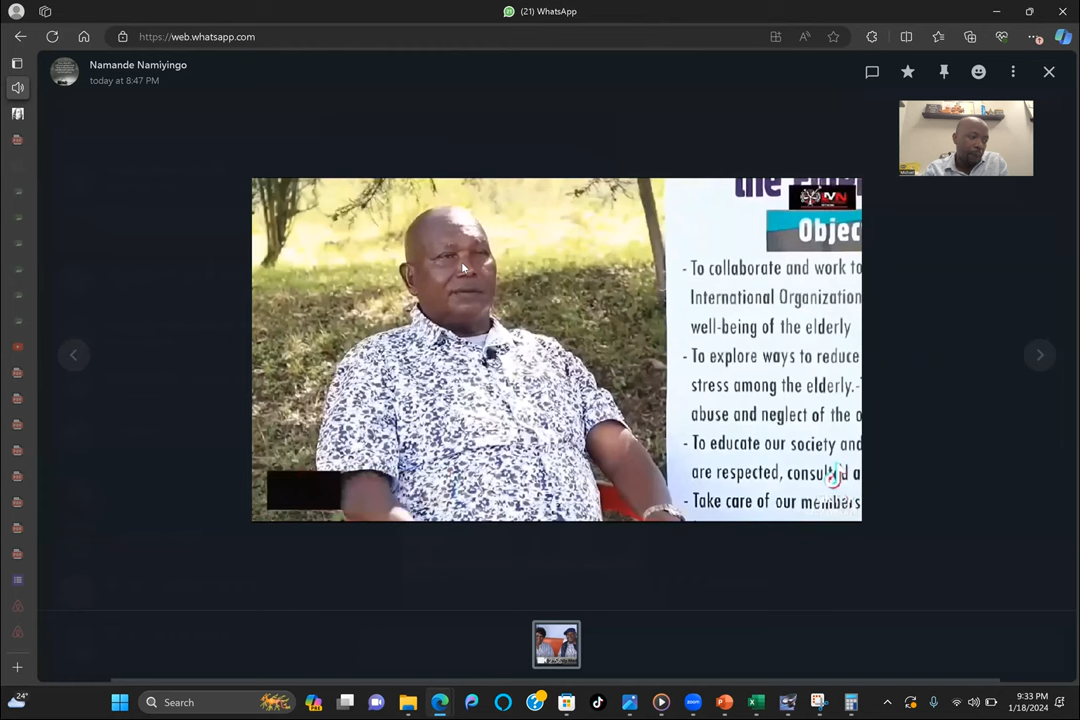 (21) WhatsApp
https://web.whatsapp.com
Namande Namiyingo
today at 8:47 PM
Objec
- To collaborate and work to
International Organization
well-being of the elderly
- To explore ways to reduce
stress among the elderly.-
abuse and neglect of the o
- To educate our society and
are respected, consulted a
- Take care of our members
24°
Search
9:33 PM
1/18/2024